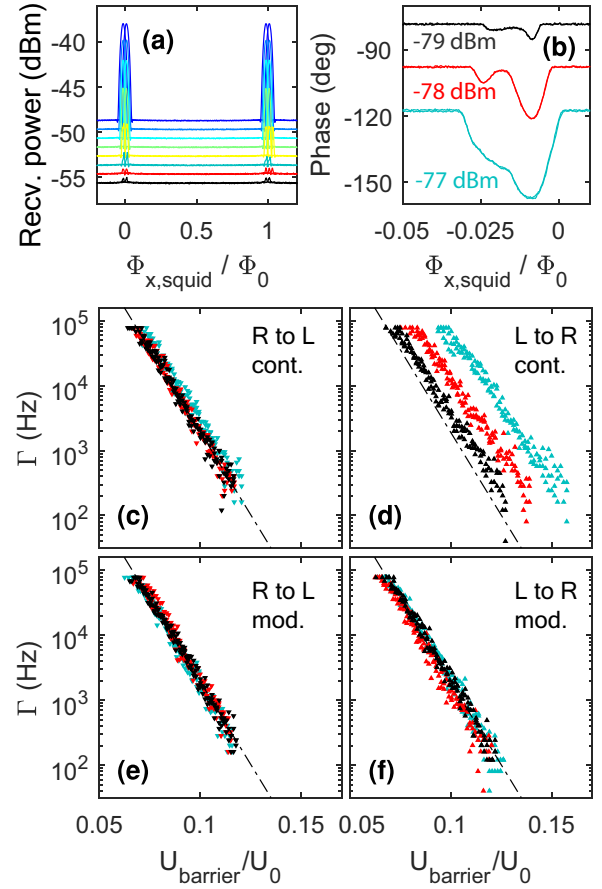 Recv. power (dBm)
-40
-45
-50
-55
(a)
0
0.5
1
Φx,squid / Φ0
Phase (deg)
-90
-120
-150
(b)
-79 dBm
-78 dBm
-77 dBm
-0.05
-0.025
0
Φx,squid / Φ0
Γ (Hz)
10^5
10^4
10^3
10^2
R to L
cont.
(c)
L to R
cont.
(d)
Γ (Hz)
10^5
10^4
10^3
10^2
R to L
mod.
(e)
L to R
mod.
(f)
0.05
0.1
0.15
0.1
0.15
Ubarrier/U0
Ubarrier/U0